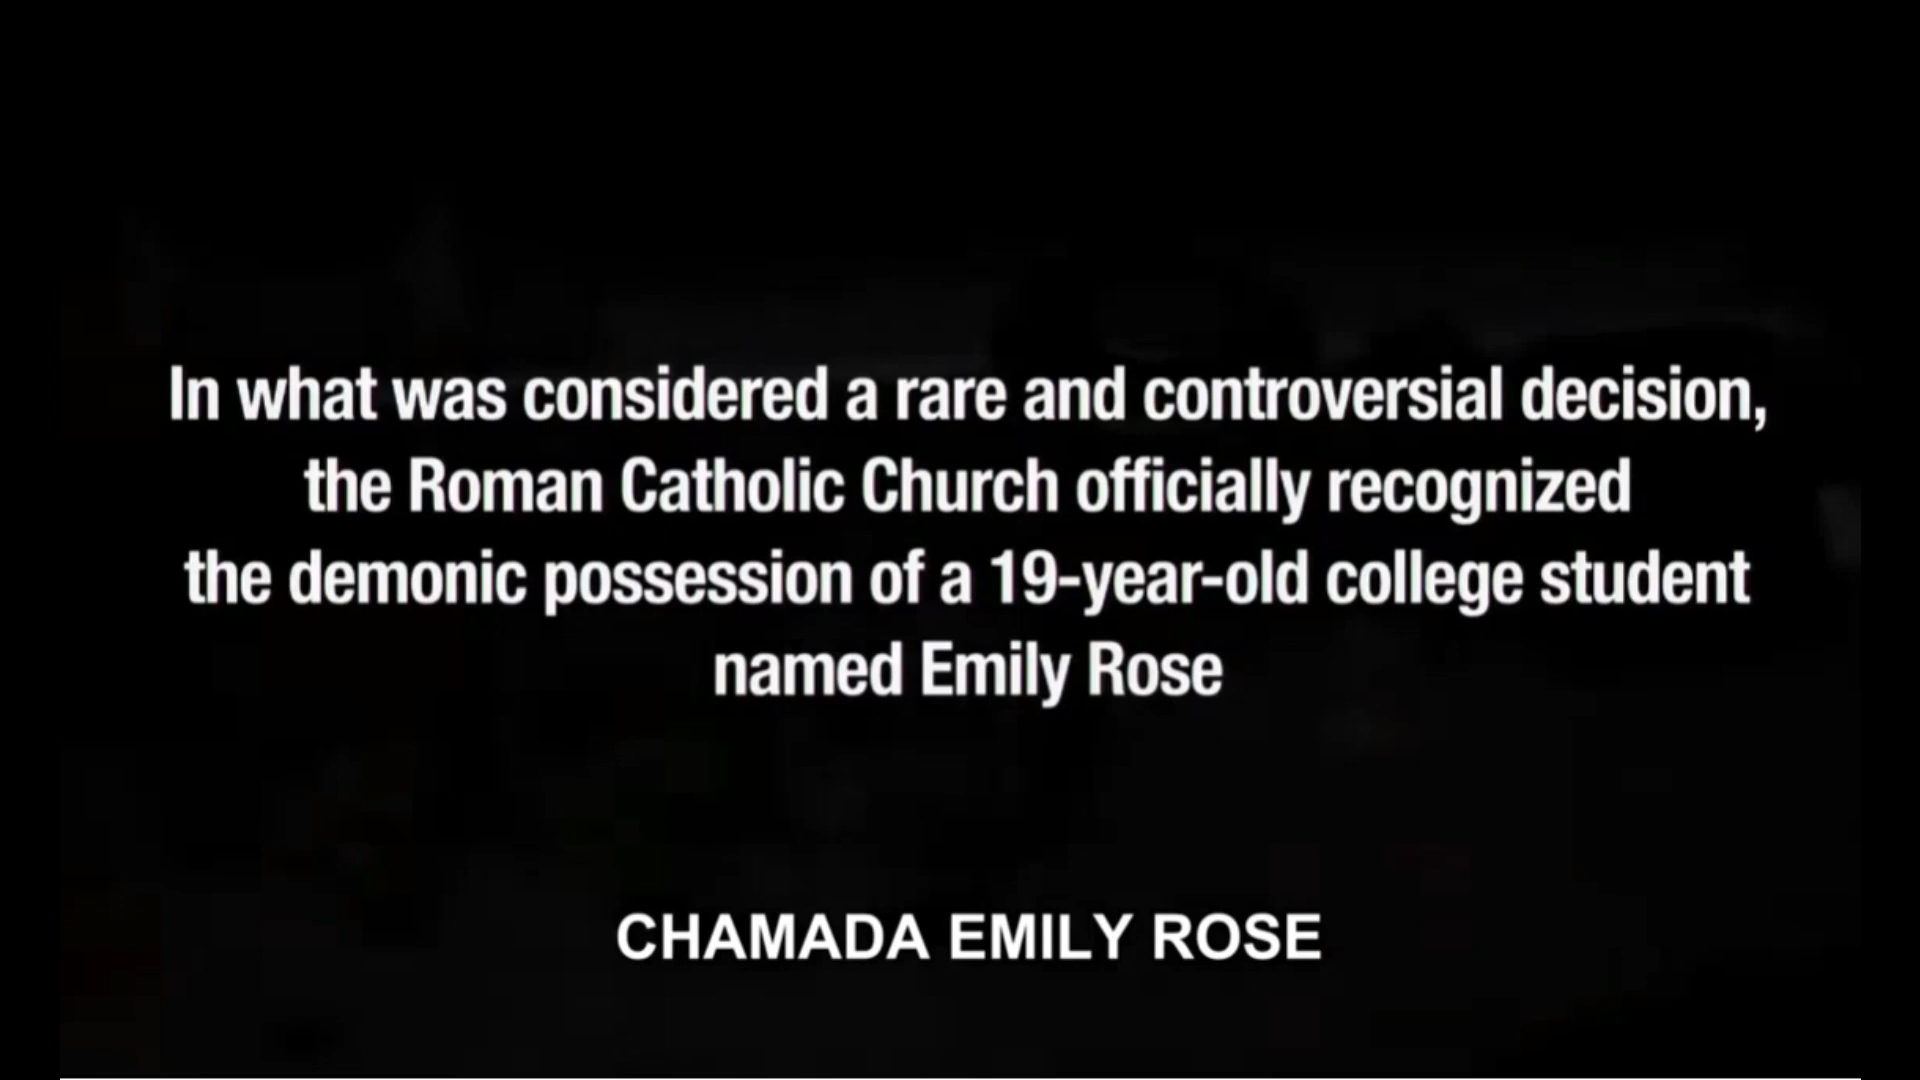 In what was considered a rare and controversial decision,
the Roman Catholic Church officially recognized
the demonic possession of a 19-year-old college student
named Emily Rose
CHAMADA EMILY ROSE